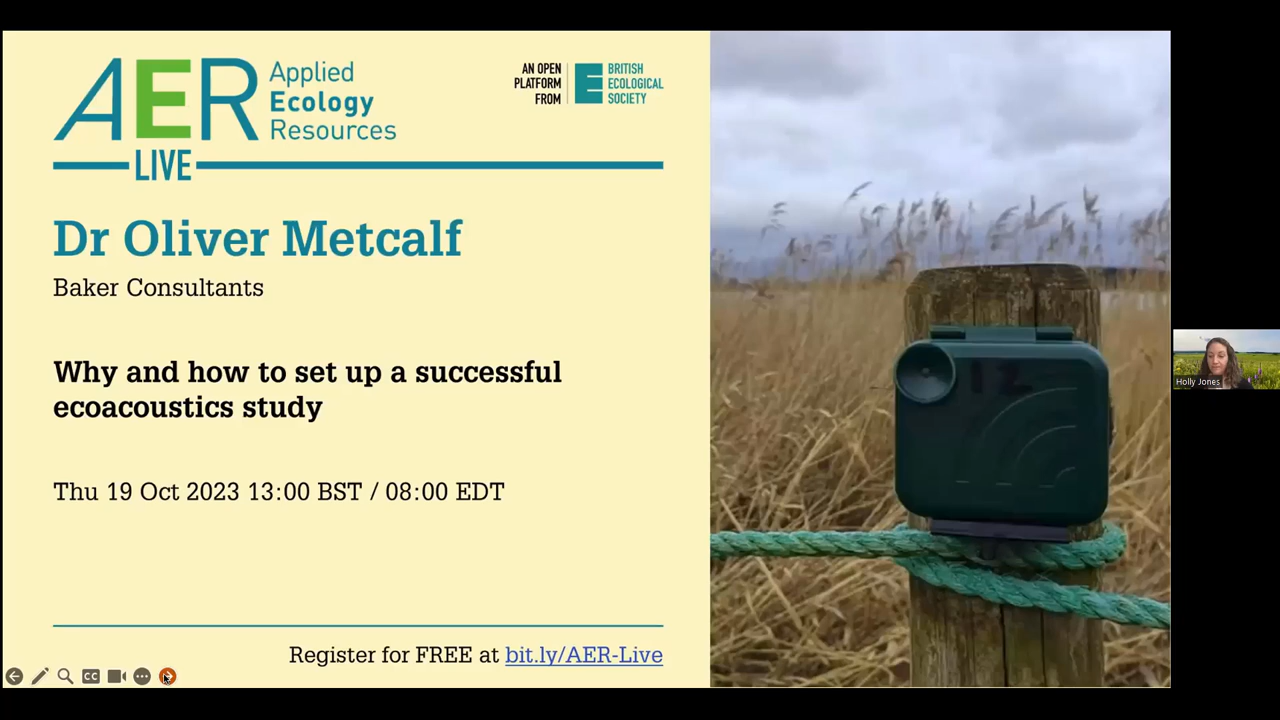 AER
Applied
Ecology
Resources
LIVE
AN OPEN
PLATFORM
FROM
BRITISH
ECOLOGICAL
SOCIETY
Dr Oliver Metcalf
Baker Consultants
Why and how to set up a successful
ecoacoustics study
Thu 19 Oct 2023 13:00 BST / 08:00 EDT
Register for FREE at bit.ly/AER-Live
CC
Holly Jones